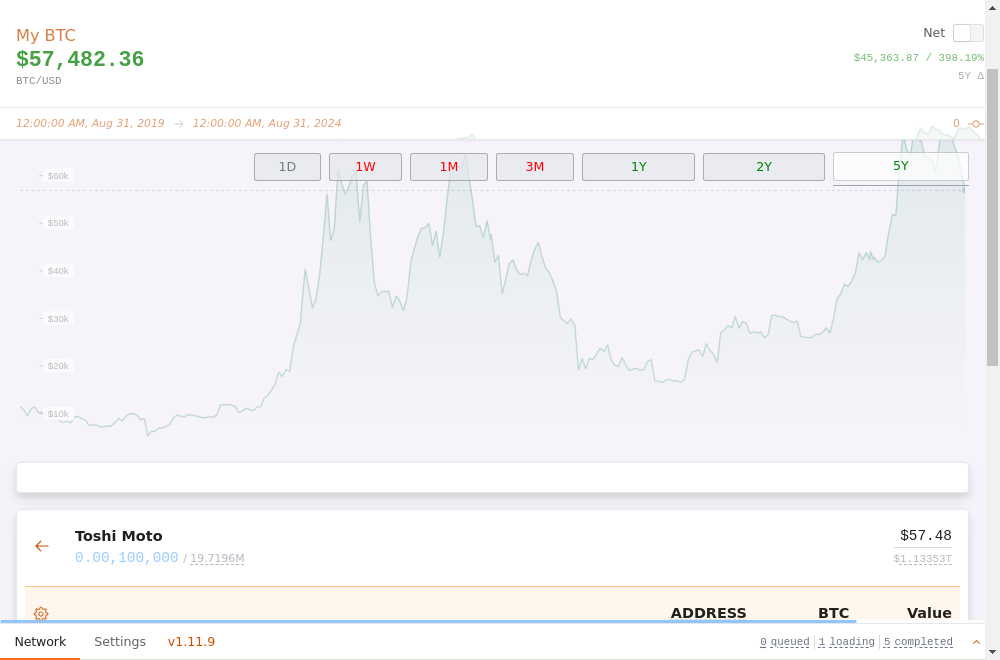 My BTC
Net
$57,482.36
$45,363.87 / 398.19%
BTC/USD
5Y Δ
12:00:00 AM, Aug 31, 2019 → 12:00:00 AM, Aug 31, 2024
0
1D 1W 1M 3M 1Y 2Y 5Y
$60k
$50k
$40k
$30k
$20k
$10k
Toshi Moto
$57.48
0.00,100,000 / 19.7196M
$1.13353T
ADDRESS BTC Value
Network Settings v1.11.9
0 queued 1 loading 5 completed